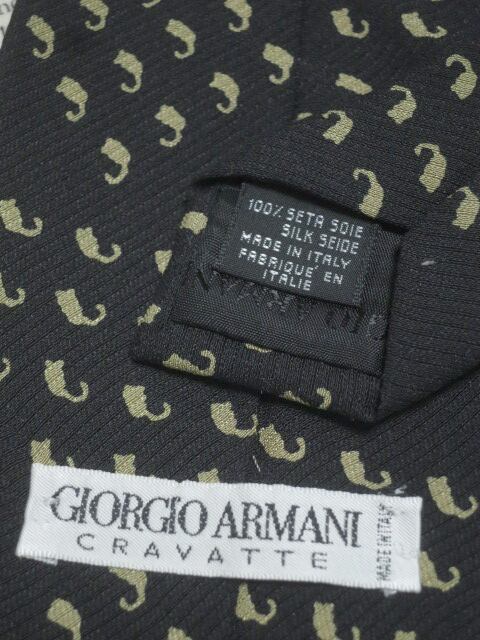 100% SETA SOIE
SILK SEIDE
MADE IN ITALY
FABRIQUE' EN
ITALIE
GIORGIO ARMANI
CRAVATTE
MADE IN ITALY